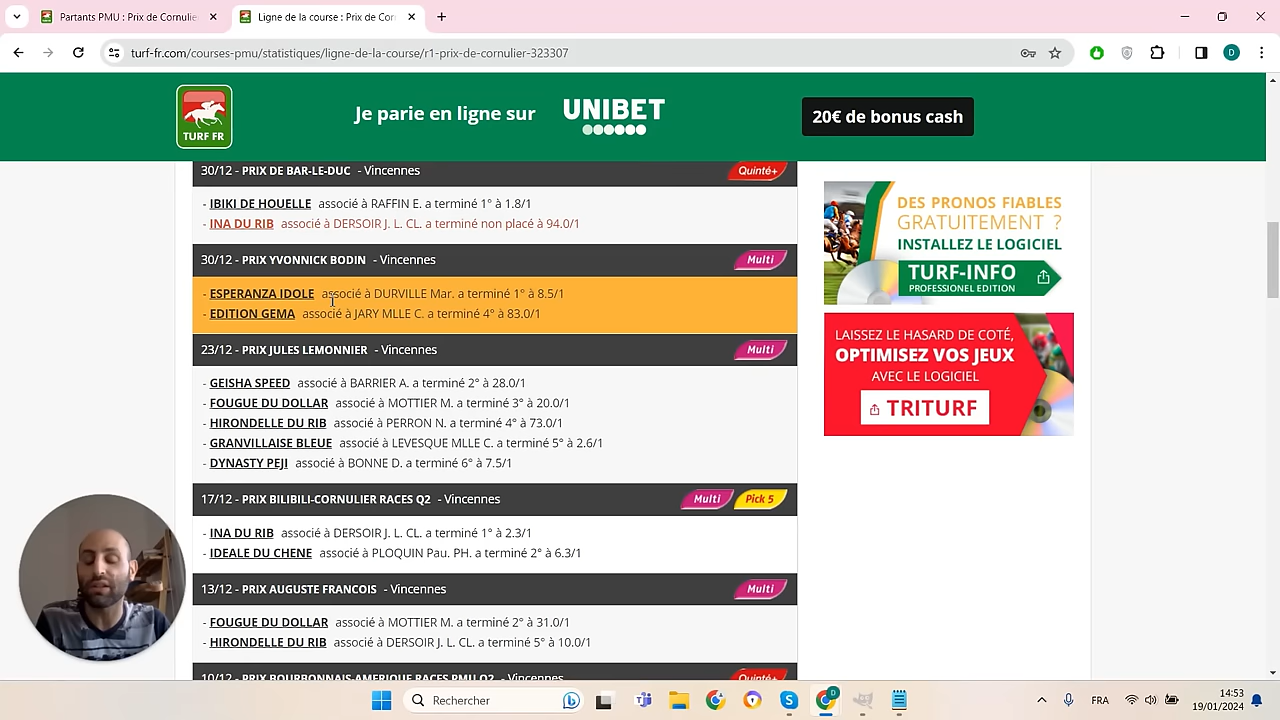 Partants PMU : Prix de Cornulie
Ligne de la course : Prix de Cor
turf-fr.com/courses-pmu/statistiques/ligne-de-la-course/r1-prix-de-cornulier-323307
D
TURF FR
Je parie en ligne sur
UNIBET
20€ de bonus cash
30/12 - PRIX DE BAR-LE-DUC - Vincennes
Quinté+
- IBIKI DE HOUELLE associé à RAFFIN E. a terminé 1° à 1.8/1
- INA DU RIB associé à DERSOIR J. L. CL. a terminé non placé à 94.0/1
30/12 - PRIX YVONNICK BODIN - Vincennes
Multi
- ESPERANZA IDOLE associé à DURVILLE Mar. a terminé 1° à 8.5/1
- EDITION GEMA associé à JARY MLLE C. a terminé 4° à 83.0/1
23/12 - PRIX JULES LEMONNIER - Vincennes
Multi
- GEISHA SPEED associé à BARRIER A. a terminé 2° à 28.0/1
- FOUGUE DU DOLLAR associé à MOTTIER M. a terminé 3° à 20.0/1
- HIRONDELLE DU RIB associé à PERRON N. a terminé 4° à 73.0/1
- GRANVILLAISE BLEUE associé à LEVESQUE MLLE C. a terminé 5° à 2.6/1
- DYNASTY PEJI associé à BONNE D. a terminé 6° à 7.5/1
17/12 - PRIX BILIBILI-CORNULIER RACES Q2 - Vincennes
Multi
Pick 5
- INA DU RIB associé à DERSOIR J. L. CL. a terminé 1° à 2.3/1
- IDEALE DU CHENE associé à PLOQUIN Pau. PH. a terminé 2° à 6.3/1
13/12 - PRIX AUGUSTE FRANCOIS - Vincennes
Multi
- FOUGUE DU DOLLAR associé à MOTTIER M. a terminé 2° à 31.0/1
- HIRONDELLE DU RIB associé à DERSOIR J. L. CL. a terminé 5° à 10.0/1
10/12 - PRIX BOURBONNAIS-AMERIQUE RACES PMU Q2 - Vincennes
Quinté+
DES PRONOS FIABLES
GRATUITEMENT ?
INSTALLEZ LE LOGICIEL
TURF-INFO
PROFESSIONEL EDITION
LAISSEZ LE HASARD DE COTÉ,
OPTIMISEZ VOS JEUX
AVEC LE LOGICIEL
TRITURF
Rechercher
FRA
14:53
19/01/2024